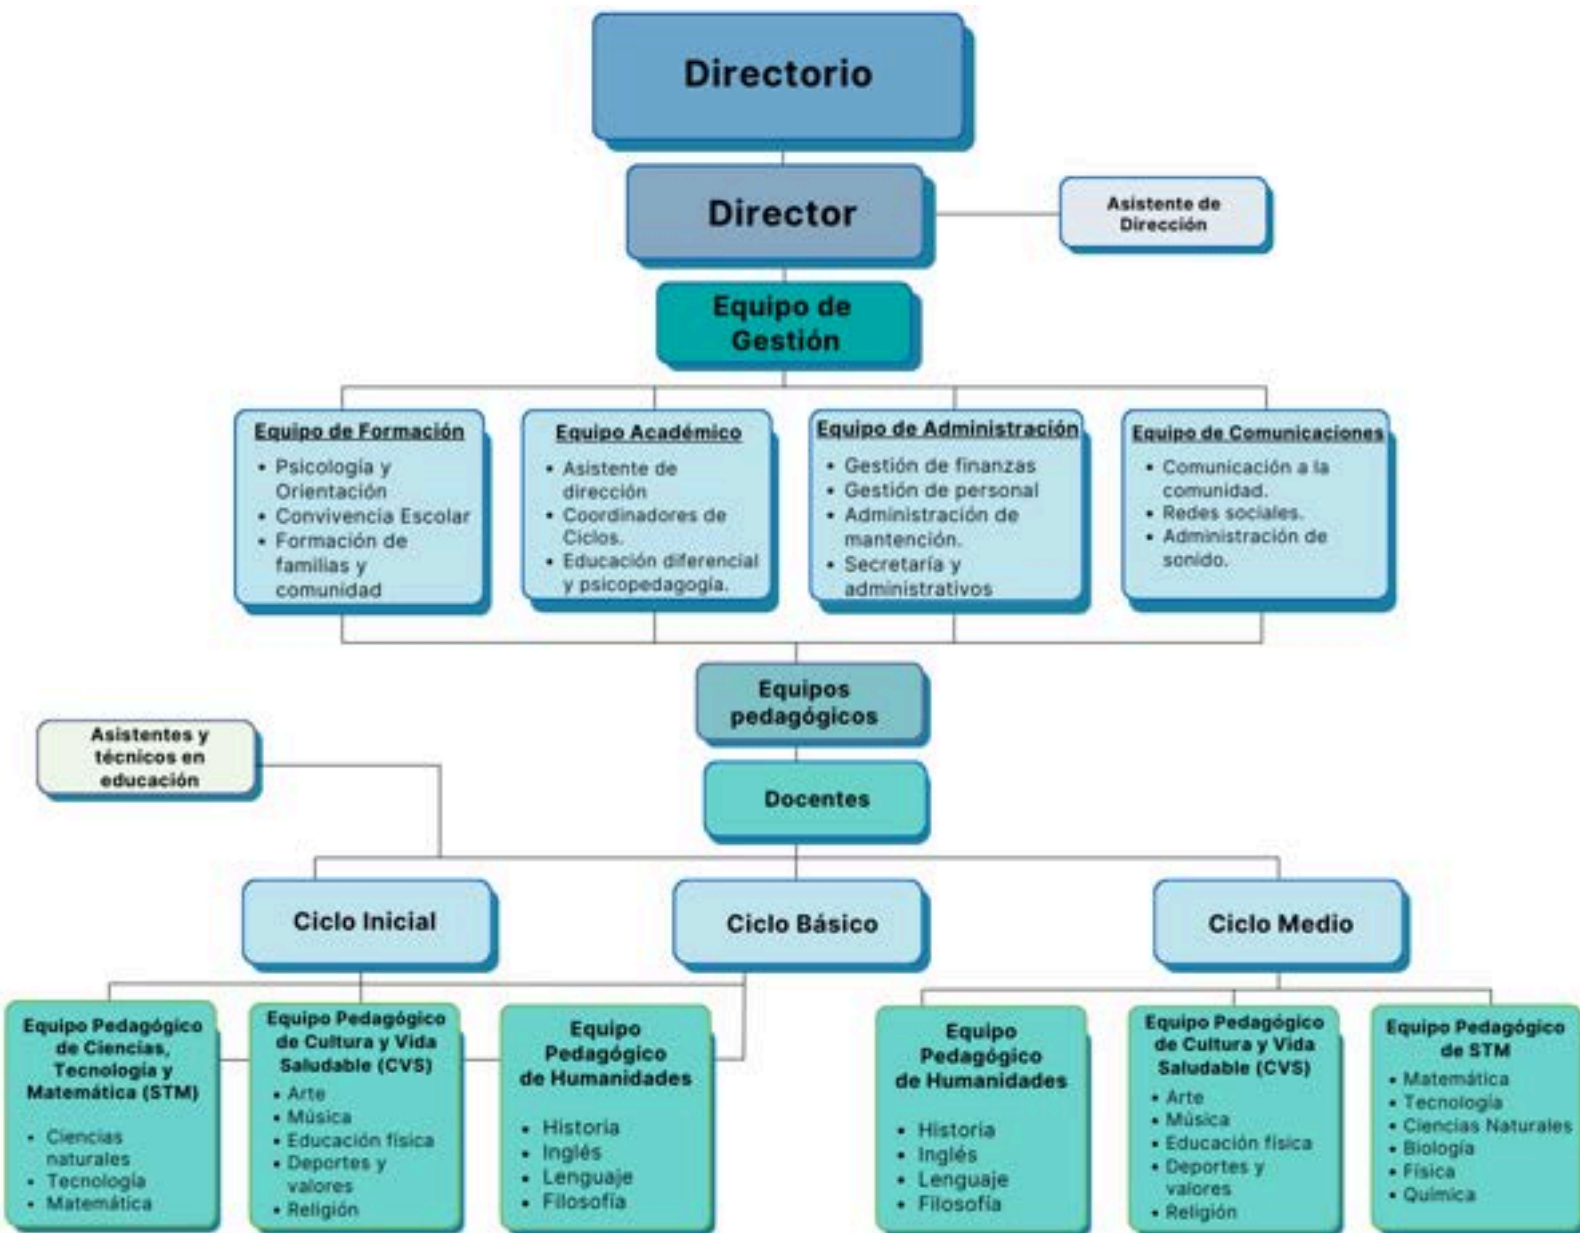 Directorio
Director
Asistente de
Dirección
Equipo de
Gestión
Equipo de Formación
• Psicología y
Orientación
• Convivencia Escolar
• Formación de
familias y
comunidad
Equipo Académico
• Asistente de
dirección
• Coordinadores de
Ciclos.
• Educación diferencial
y psicopedagogía.
Equipo de Administración
• Gestión de finanzas
• Gestión de personal
• Administración de
mantención.
• Secretaría y
administrativos
Equipo de Comunicaciones
• Comunicación a la
comunidad.
• Redes sociales.
• Administración de
sonido.
Equipos
pedagógicos
Asistentes y
técnicos en
educación
Docentes
Ciclo Inicial
Ciclo Básico
Ciclo Medio
Equipo Pedagógico
de Ciencias,
Tecnología y
Matemática (STM)
• Ciencias
naturales
• Tecnología
• Matemática
Equipo Pedagógico
de Cultura y Vida
Saludable (CVS)
• Arte
• Música
• Educación física
• Deportes y
valores
• Religión
Equipo
Pedagógico
de Humanidades
• Historia
• Inglés
• Lenguaje
• Filosofía
Equipo
Pedagógico
de Humanidades
• Historia
• Inglés
• Lenguaje
• Filosofía
Equipo Pedagógico
de Cultura y Vida
Saludable (CVS)
• Arte
• Música
• Educación física
• Deportes y
valores
• Religión
Equipo Pedagógico
de STM
• Matemática
• Tecnología
• Ciencias Naturales
• Biología
• Física
• Química